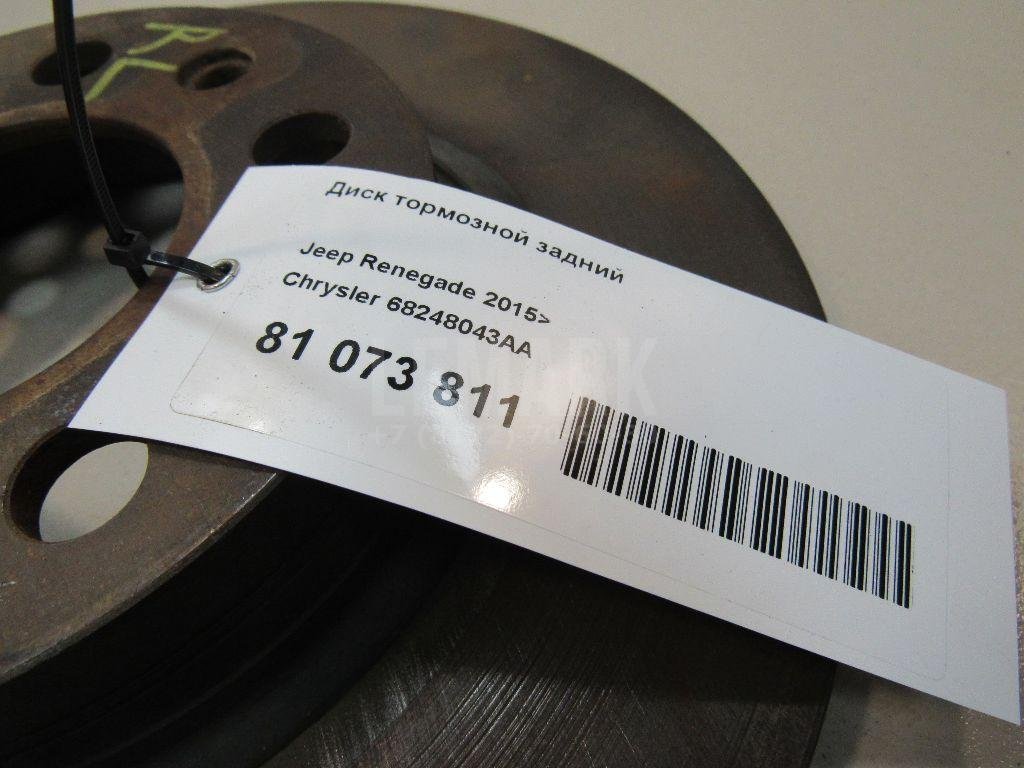 RL
Диск тормозной задний
Jeep Renegade 2015>
Chrysler 68248043AA
81 073 811